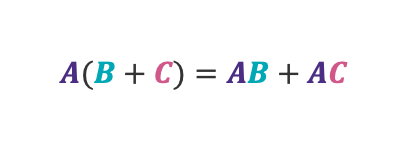 A(B + C) = AB + AC